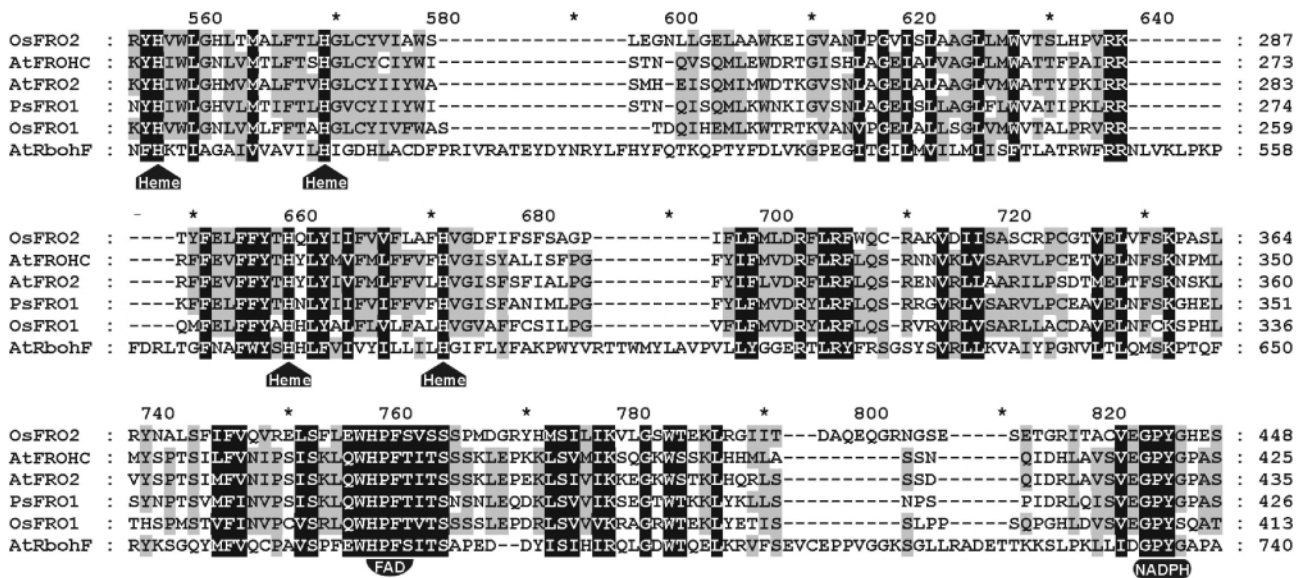 560 * 580 * 600 * 620 * 640
OsFRO2 : RYHVWLGHLTMALFTLHGLCYVIAWS----------------LEGNLLGELAAWKEIGVANLPGVISLAAGLLMWVTSLHPVRK-------- : 287
AtFROHC : KYHIWLGNLVMTLFTSHGLCYCIYWI----------------STN-QVSQMLEWDRTGISHLAGEIALVAGLLMWATTFPAIRR-------- : 273
AtFRO2 : KYHIWLGHMVMALFTVHGLCYIIYWA----------------SMH-EISQMIMWDTKGVSNLAGEIALAAGLVMWATTYPKIRR-------- : 283
PsFRO1 : NYHIWLGHVLMTIFTLHGVCYIIYWI----------------STN-QISQMLKWNKIGVSNLAGEISLLAGLFLWVATIPKLRR-------- : 274
OsFRO1 : KYHVWLGNLVMLFFTAHGLCYIVFWAS----------------TDQIHEMLKWTRTKVANVPGELALLSGLVMWVTALPRVRR-------- : 259
AtRbohF : NFHKTIAGAIVVAVILHIGDHLACDFPRIVRATEYDYNRYLFHYFQTKQPTYFDLVKGPEGITGILMVILMIISFTLATRWFRRNLVKLPKP : 558
Heme Heme
- * 660 * 680 * 700 * 720 *
OsFRO2 : ----TYFELFFYTHQLYIIFVVFLAFHVGDFIFSFSAGP----------IFLFMLDRFLRFWQC-RAKVDIISASCRPCGTVELVFSKPASL : 364
AtFROHC : ----RFFEVFFYTHYLYMVFMLFFVFHVGISYALISFPG----------FYIFMVDRFLRFLQS-RNNVKLVSARVLPCETVELNFSKNPML : 350
AtFRO2 : ----RFFEVFFYTHYLYIVFMLFFVLHVGISFSFIALPG----------FYIFLVDRFLRFLQS-RENVRLLAARILPSDTMELTFSKNSKL : 360
PsFRO1 : ----KFFELFFYTHNLYIIFVIFFVFHVGISFANIMLPG----------FYLFMVDRYLRFLQS-RRGVRLVSARVLPCEAVELNFSKGHEL : 351
OsFRO1 : ----QMFELFFYAHHLYALFLVLFALHVGVAFFCSILPG----------VFLFMVDRYLRFLQS-RVRVRLVSARLLACDAVELNFCKSPHL : 336
AtRbohF : FDRLTGFNAFWYSHHLFVIVYILLILHGIFLYFAKPWYVRTTWMYLAVPVLLYGGERTLRYFRSGSYSVRLLKVAIYPGNVLTLQMSKPTQF : 650
Heme Heme
740 * 760 * 780 * 800 * 820
OsFRO2 : RYNALSFIFVQVRELSFLEWHPFSVSSSPMDGRYHMSILIKVLGSWTEKLRGIIT---DAQEQGRNGSE-----SETGRITACVEGPYGHES : 448
AtFROHC : MYSPTSILFVNIPSISKLQWHPFTITSSSKLEPKKLSVMIKSQGKWSSKLHHMLA---------SSN-------QIDHLAVSVEGPYGPAS : 425
AtFRO2 : VYSPTSIMFVNIPSISKLQWHPFTITSSSKLEPEKLSIVIKKEGKWSTKLHQRLS---------SSD-------QIDRLAVSVEGPYGPAS : 435
PsFRO1 : SYNPTSVMFINVPSISKLQWHPFTITSNSNLEQDKLSVVIKSEGTWTKKLYKLLS---------NPS-------PIDRLQISVEGPYGPAS : 426
OsFRO1 : THSPMSTVFINVPCVSRLQWHPFTVTSSSSLEPDRLSVVVKRAGRWTEKLYETIS---------SLPP-----SQPGHLDVSVEGPYSQAT : 413
AtRbohF : RYKSGQYMFVQCPAVSPFEWHPFSITSAPED--DYISIHIRQLGDWTQELKRVFSEVCEPPVGGKSGLLRADETTKKSLPKLLIDGPYGAPA : 740
FAD NADPH